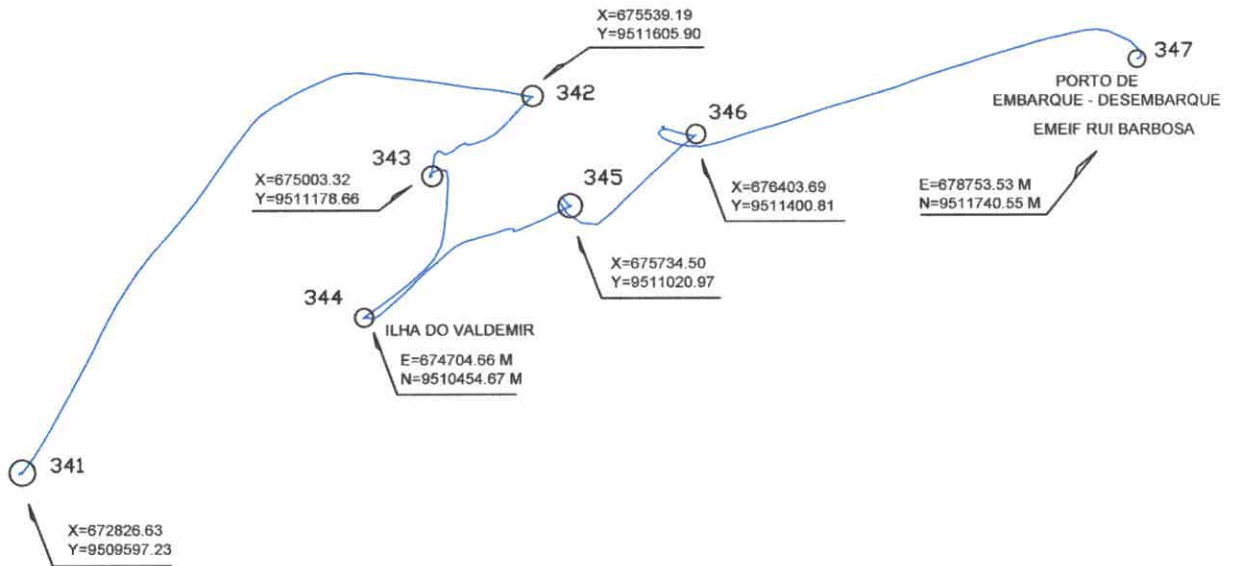 X=675539.19
Y=9511605.90
342
347
PORTO DE
EMBARQUE - DESEMBARQUE
EMEIF RUI BARBOSA
E=678753.53 M
N=9511740.55 M
346
X=676403.69
Y=9511400.81
343
X=675003.32
Y=9511178.66
345
X=675734.50
Y=9511020.97
344
ILHA DO VALDEMIR
E=674704.66 M
N=9510454.67 M
341
X=672826.63
Y=9509597.23